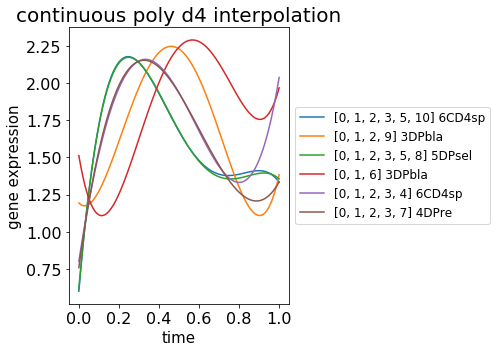 continuous poly d4 interpolation
2.25
2.00
1.75
1.50
1.25
1.00
0.75
gene expression
0.0 0.2 0.4 0.6 0.8 1.0
time
[0, 1, 2, 3, 5, 10] 6CD4sp
[0, 1, 2, 9] 3DPbla
[0, 1, 2, 3, 5, 8] 5DPsel
[0, 1, 6] 3DPbla
[0, 1, 2, 3, 4] 6CD4sp
[0, 1, 2, 3, 7] 4DPre